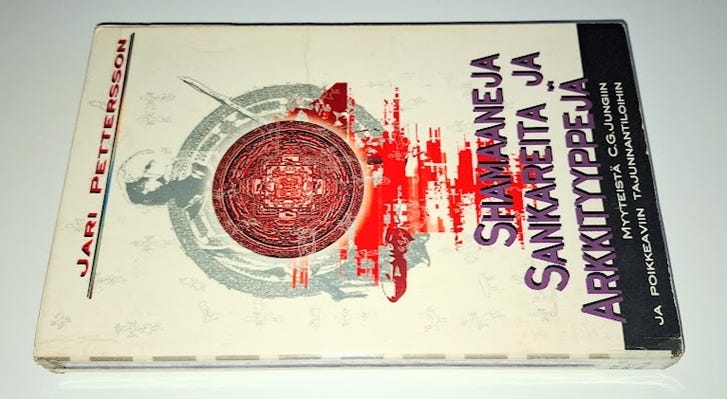 JARI PETTERSSON
SHAMAANEJA
SANKAREITA JA
ARKKITYYPPEJÄ
MYYTEISTÄ C.G.JUNGIIN
JA POIKKEAVIIN TAJUNNANTILOIHIN